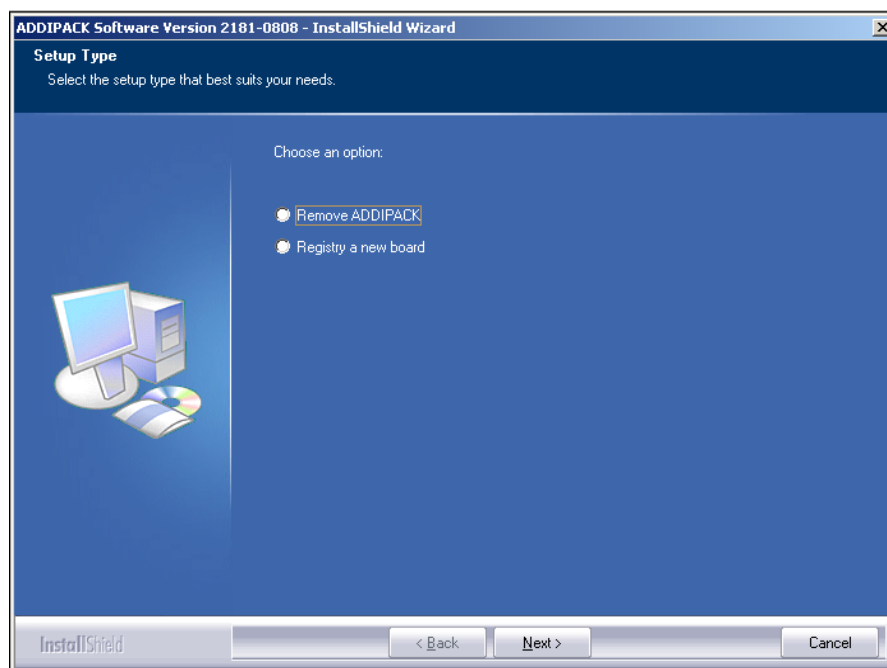 ADDIPACK Software Version 2181-0808 - InstallShield Wizard
Setup Type
Select the setup type that best suits your needs.
Choose an option:
Remove ADDIPACK
Registry a new board
InstallShield
< Back
Next >
Cancel